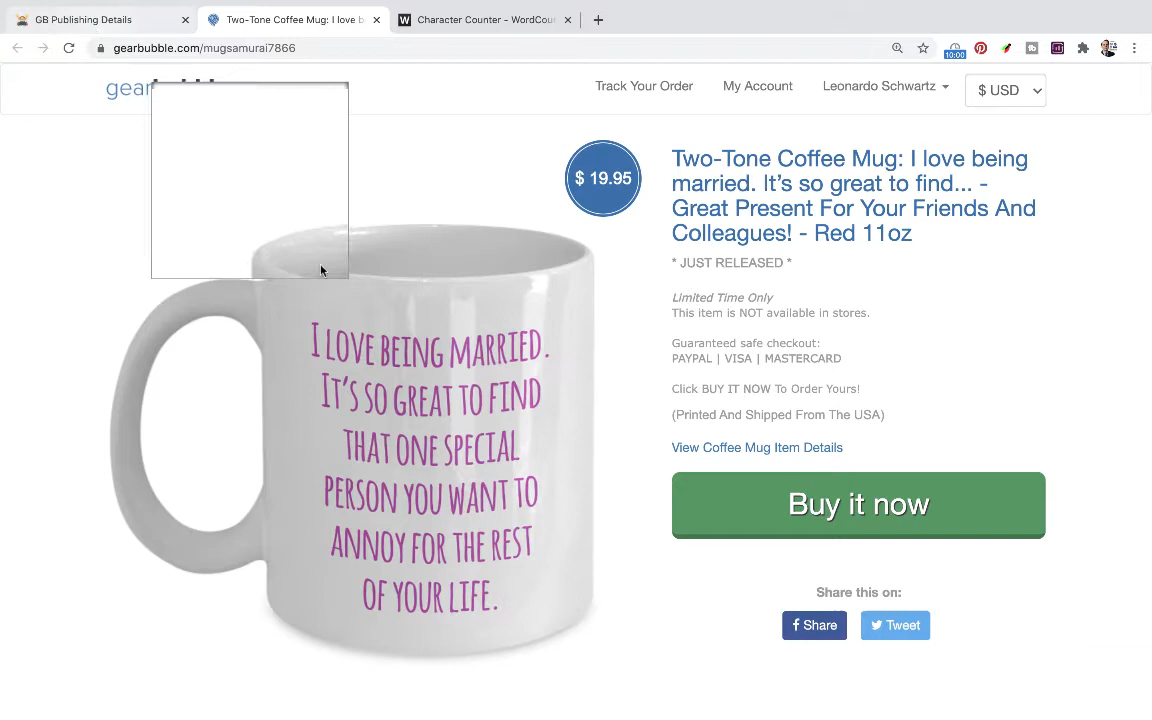 GB Publishing Details
Two-Tone Coffee Mug: I love b
Character Counter - WordCou
gearbubble.com/mugsamurai7866
10:00
gear
Track Your Order
My Account
Leonardo Schwartz
$ USD
$ 19.95
Two-Tone Coffee Mug: I love being
married. It’s so great to find... -
Great Present For Your Friends And
Colleagues! - Red 11oz
* JUST RELEASED *
Limited Time Only
This item is NOT available in stores.
Guaranteed safe checkout:
PAYPAL | VISA | MASTERCARD
Click BUY IT NOW To Order Yours!
(Printed And Shipped From The USA)
View Coffee Mug Item Details
Buy it now
Share this on:
Share
Tweet
I LOVE BEING MARRIED.
IT’S SO GREAT TO FIND
THAT ONE SPECIAL
PERSON YOU WANT TO
ANNOY FOR THE REST
OF YOUR LIFE.